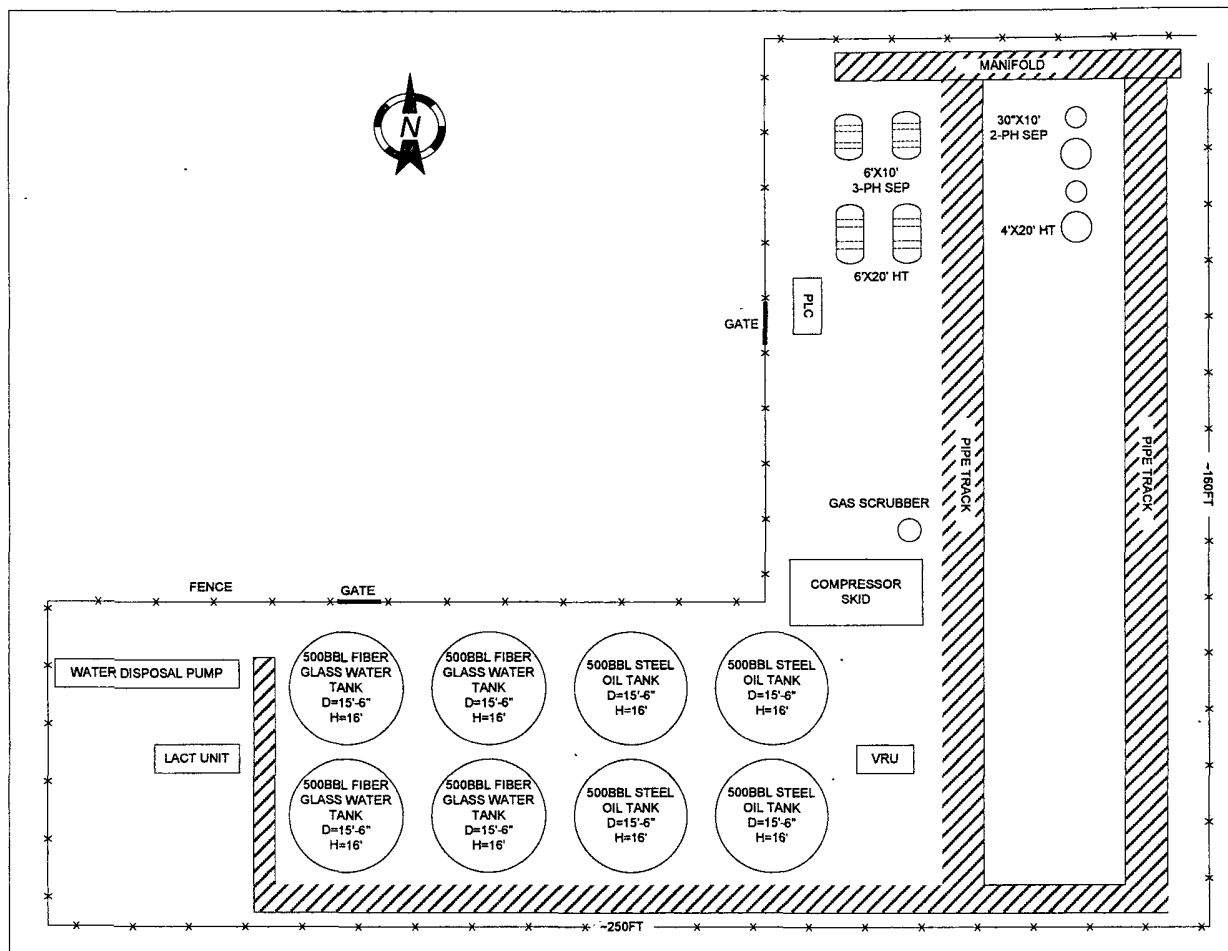 MANIFOLD
N
30"X10'
2-PH SEP
6'X10'
3-PH SEP
4'X20' HT
6'X20' HT
PLC
GATE
PIPE TRACK
PIPE TRACK
~160FT
GAS SCRUBBER
COMPRESSOR
SKID
FENCE
GATE
WATER DISPOSAL PUMP
500BBL FIBER
GLASS WATER
TANK
D=15'-6"
H=16'
500BBL FIBER
GLASS WATER
TANK
D=15'-6"
H=16'
500BBL STEEL
OIL TANK
D=15'-6"
H=16'
500BBL STEEL
OIL TANK
D=15'-6"
H=16'
LACT UNIT
VRU
500BBL FIBER
GLASS WATER
TANK
D=15'-6"
H=16'
500BBL FIBER
GLASS WATER
TANK
D=15'-6"
H=16'
500BBL STEEL
OIL TANK
D=15'-6"
H=16'
500BBL STEEL
OIL TANK
D=15'-6"
H=16'
~250FT